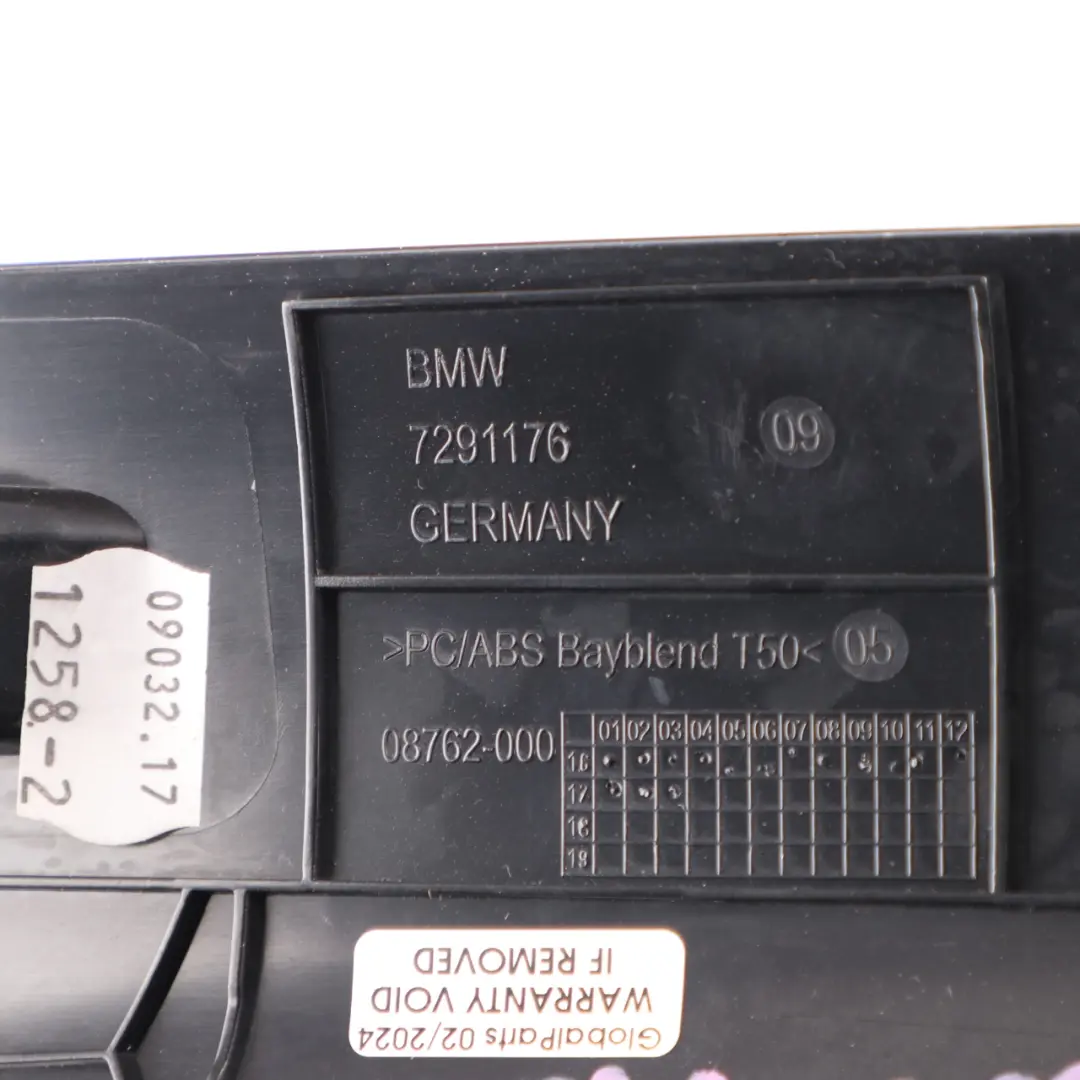 BMW
7291176
09
GERMANY
>PC/ABS Bayblend T50< 05
08762-000
01 02 03 04 05 06 07 08 09 10 11 12
16
17
18
19
09032.17
1258-2
GlobalParts 02/2024
WARRANTY VOID
IF REMOVED